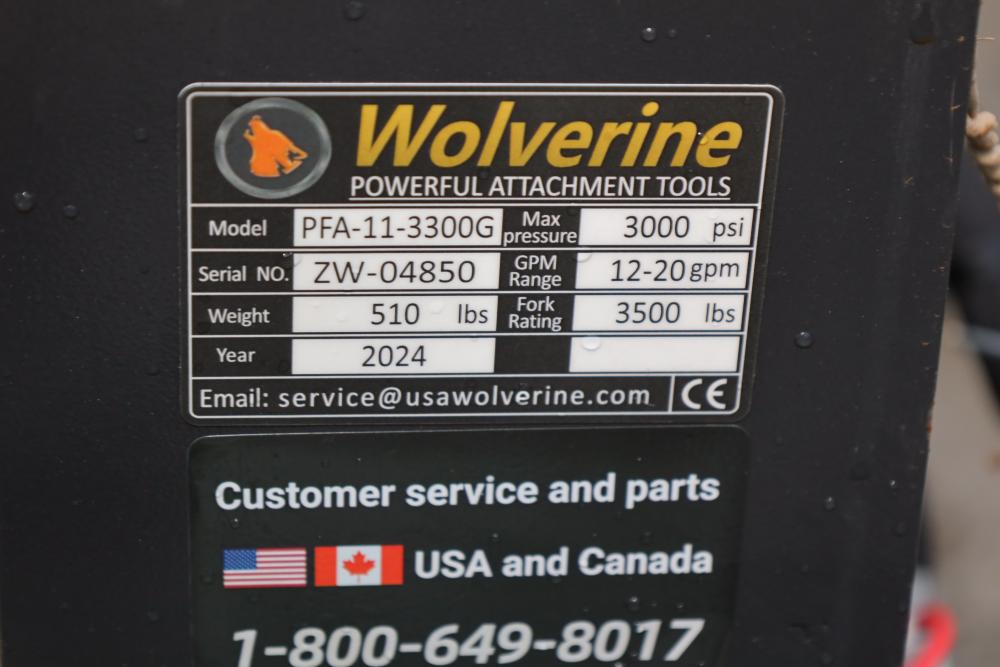 Wolverine
POWERFUL ATTACHMENT TOOLS
Model PFA-11-3300G Max pressure 3000 psi
Serial NO. ZW-04850 GPM Range 12-20 gpm
Weight 510 lbs Fork Rating 3500 lbs
Year 2024
Email: service@usawolverine.com CE
Customer service and parts
USA and Canada
1-800-649-8017